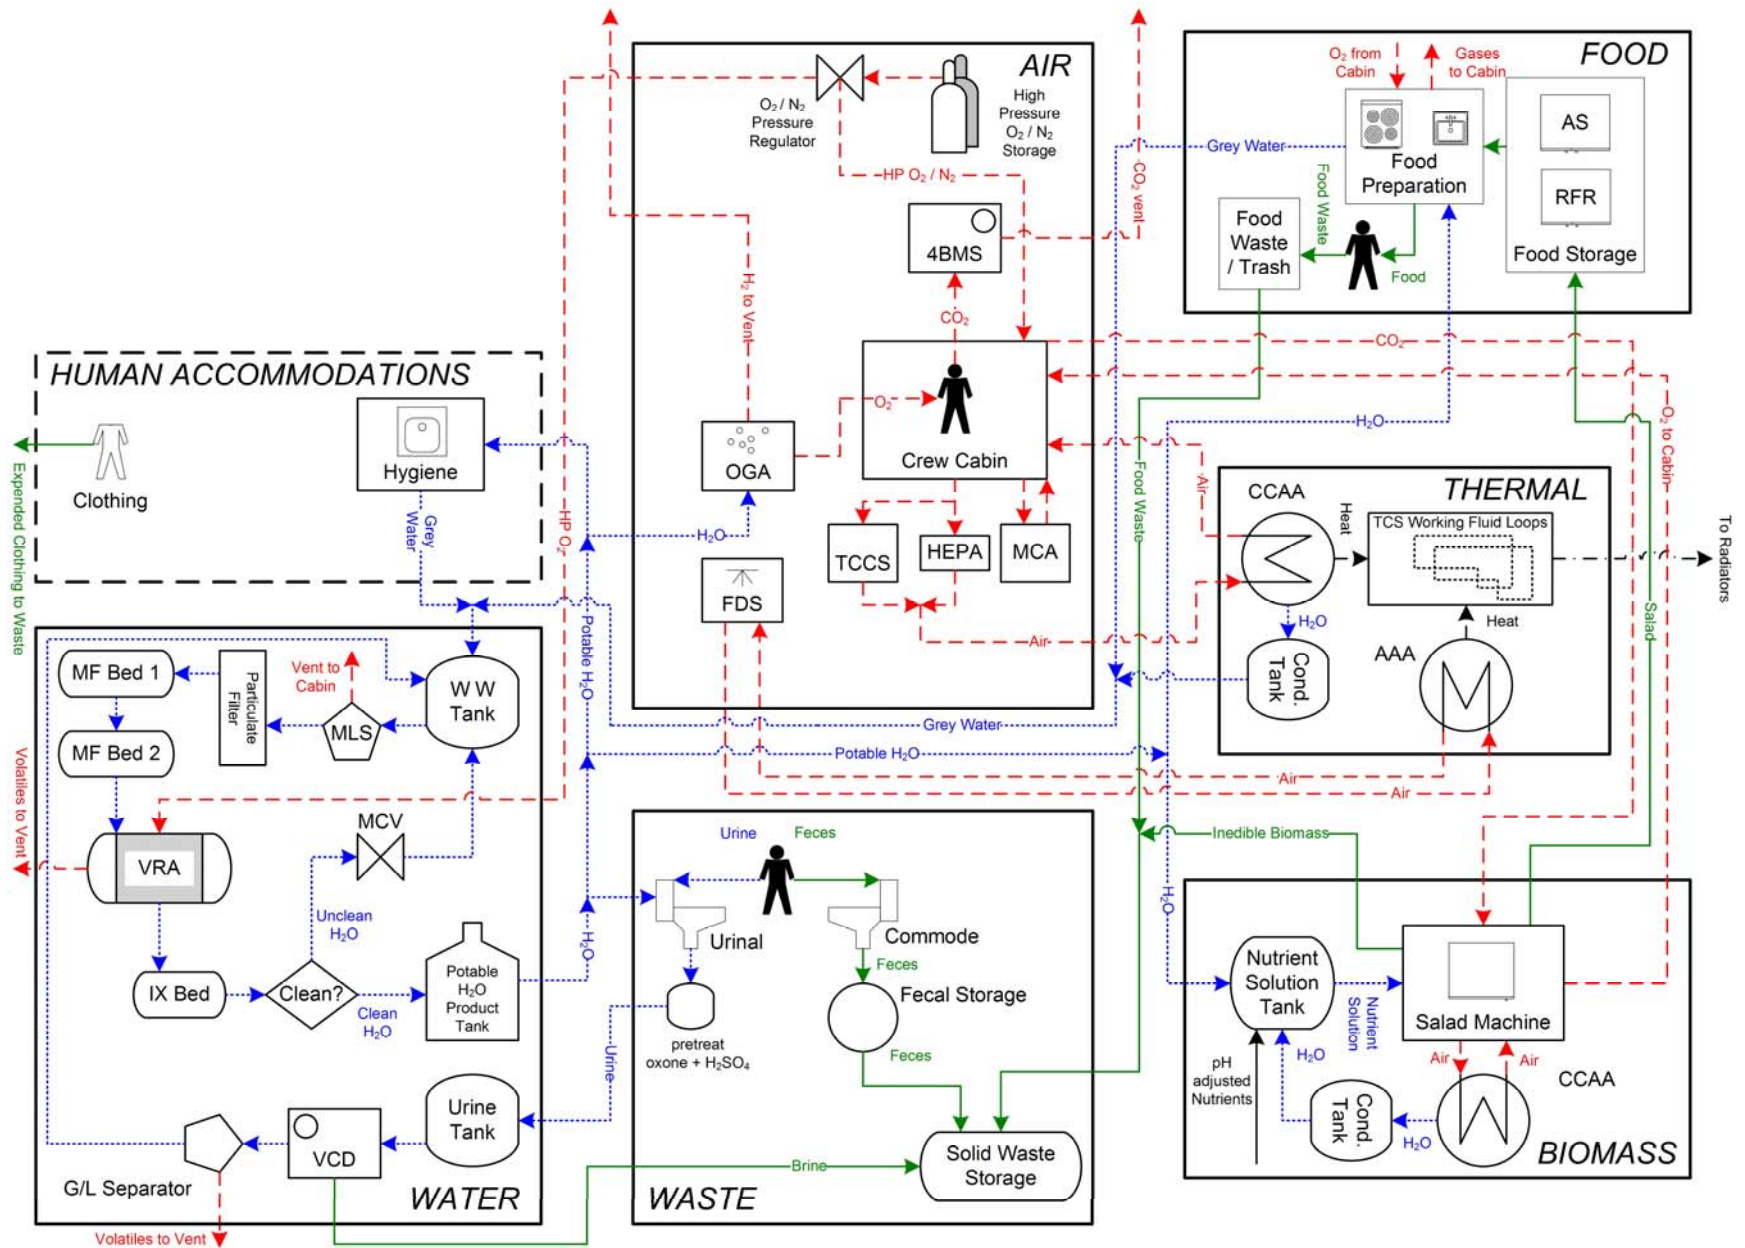 AIR
O₂ / N₂
Pressure
Regulator
High
Pressure
O₂ / N₂
Storage
HP O₂ / N₂
4BMS
CO₂
H₂ to Vent
O₂
Crew Cabin
OGA
H₂O
TCCS
HEPA
MCA
FDS
Air
CO₂ vent
HP O₂
FOOD
O₂ from
Cabin
Gases
to Cabin
AS
RFR
Food Storage
Food
Preparation
Grey Water
Food Waste
Food
Waste
/ Trash
Food
CO₂
H₂O
O₂ to Cabin
Salad
Food Waste
HUMAN ACCOMMODATIONS
Clothing
Hygiene
Grey
Water
Expended Clothing to Waste
THERMAL
CCAA
Heat
TCS Working Fluid Loops
To Radiators
Air
H₂O
Cond.
Tank
Heat
AAA
Grey Water
Potable H₂O
Potable H₂O
Air
Air
MF Bed 1
MF Bed 2
Particulate
Filter
Vent to
Cabin
MLS
W W
Tank
Volatiles to Vent
VRA
MCV
Unclean
H₂O
IX Bed
Clean?
Clean
H₂O
Potable
H₂O
Product
Tank
H₂O
Urine
Urine
Tank
VCD
G/L Separator
Volatiles to Vent
WATER
Urine
Feces
Urinal
Commode
Feces
pretreat
oxone + H₂SO₄
Fecal Storage
Feces
Solid Waste
Storage
Brine
WASTE
Inedible Biomass
H₂O
Nutrient
Solution
Tank
Nutrient
Solution
Salad Machine
pH
adjusted
Nutrients
H₂O
Air
Air
CCAA
Cond.
Tank
H₂O
BIOMASS